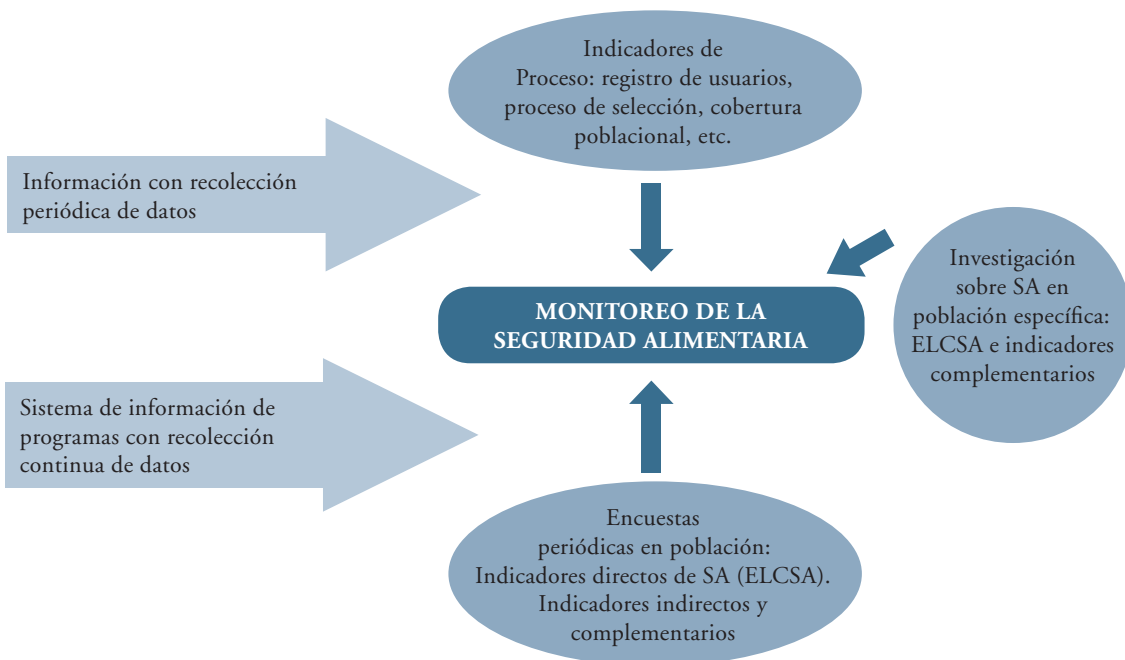 Indicadores de
Proceso: registro de usuarios,
proceso de selección, cobertura
poblacional, etc.
Información con recolección
periódica de datos
MONITOREO DE LA
SEGURIDAD ALIMENTARIA
Investigación
sobre SA en
población específica:
ELCSA e indicadores
complementarios
Sistema de información de
programas con recolección
continua de datos
Encuestas
periódicas en población:
Indicadores directos de SA (ELCSA).
Indicadores indirectos y
complementarios